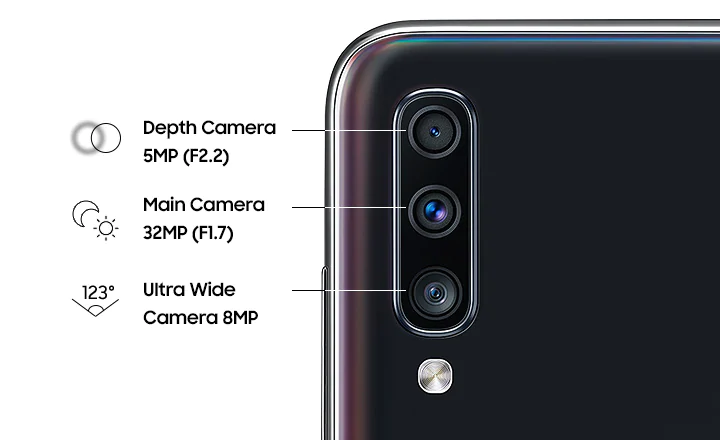 Depth Camera
5MP (F2.2)
Main Camera
32MP (F1.7)
123°
Ultra Wide
Camera 8MP